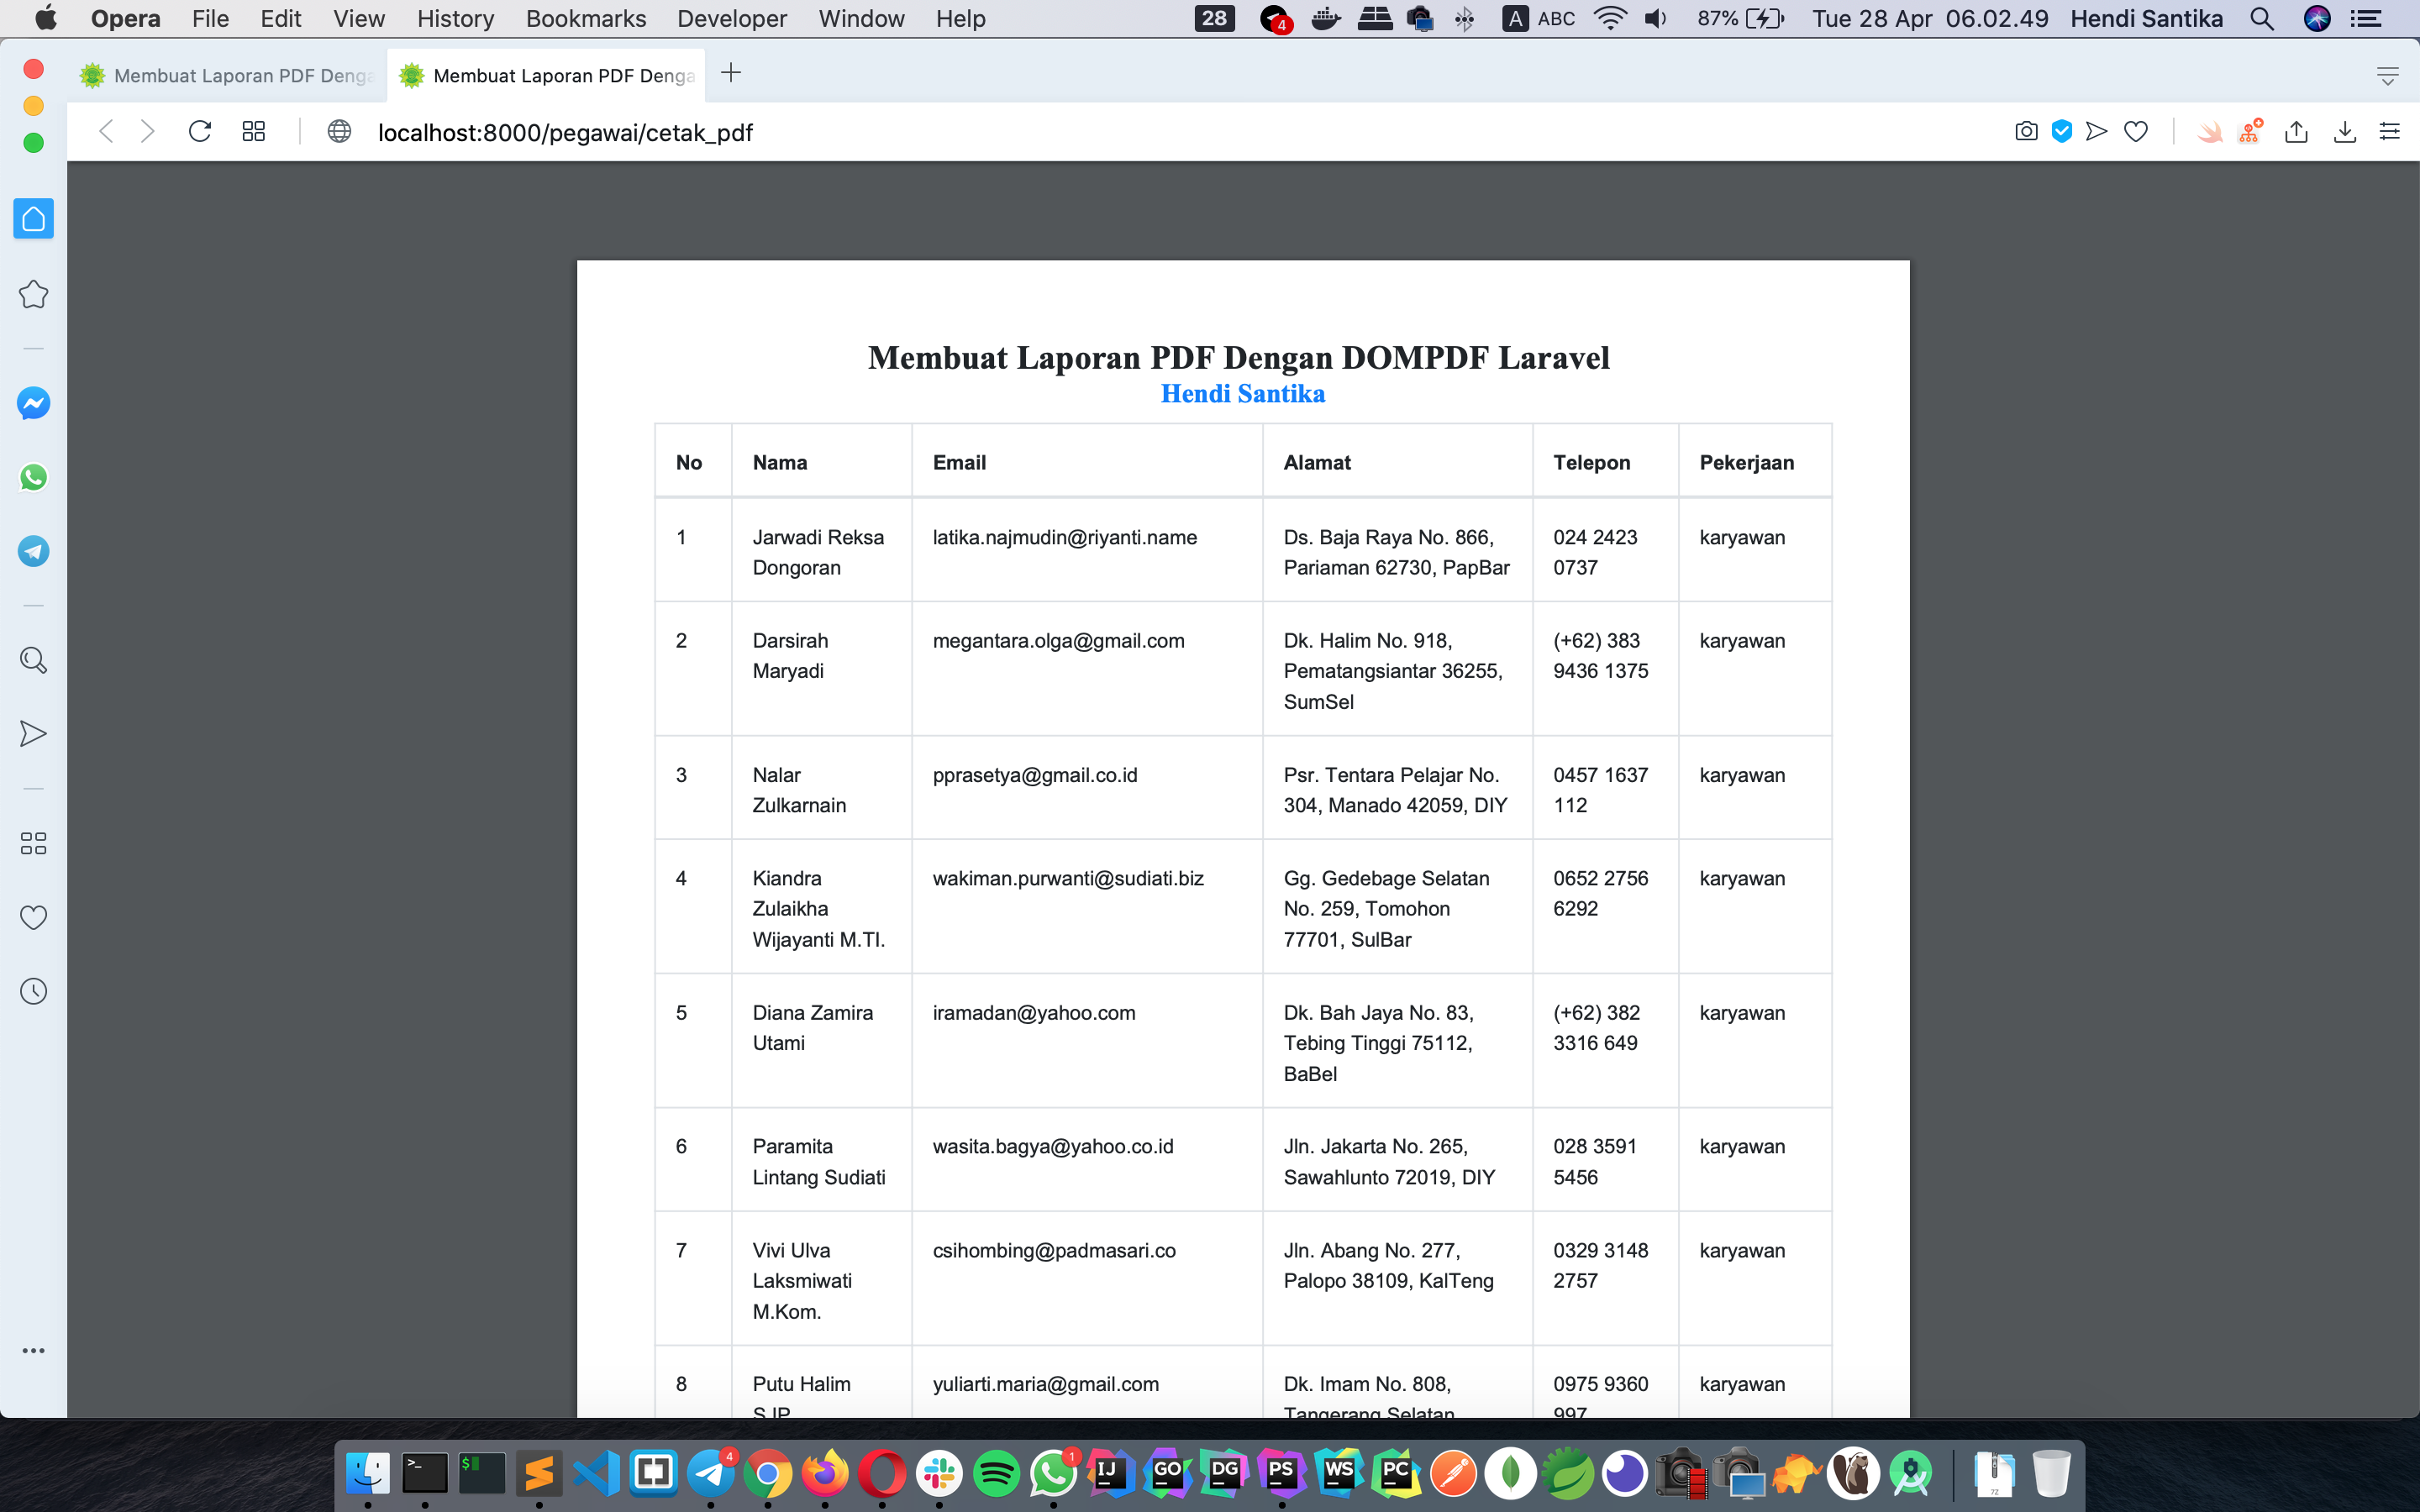 Opera File Edit View History Bookmarks Developer Window Help 28 4 A ABC 87% Tue 28 Apr 06.02.49 Hendi Santika
Membuat Laporan PDF Denga Membuat Laporan PDF Denga
localhost:8000/pegawai/cetak_pdf
Membuat Laporan PDF Dengan DOMPDF Laravel
Hendi Santika
No Nama Email Alamat Telepon Pekerjaan
1 Jarwadi Reksa latika.najmudin@riyanti.name Ds. Baja Raya No. 866, 024 2423 karyawan
Dongoran Pariaman 62730, PapBar 0737
2 Darsirah megantara.olga@gmail.com Dk. Halim No. 918, (+62) 383 karyawan
Maryadi Pematangsiantar 36255, 9436 1375
SumSel
3 Nalar pprasetya@gmail.co.id Psr. Tentara Pelajar No. 0457 1637 karyawan
Zulkarnain 304, Manado 42059, DIY 112
4 Kiandra wakiman.purwanti@sudiati.biz Gg. Gedebage Selatan 0652 2756 karyawan
Zulaikha No. 259, Tomohon 6292
Wijayanti M.TI. 77701, SulBar
5 Diana Zamira iramadan@yahoo.com Dk. Bah Jaya No. 83, (+62) 382 karyawan
Utami Tebing Tinggi 75112, 3316 649
BaBel
6 Paramita wasita.bagya@yahoo.co.id Jln. Jakarta No. 265, 028 3591 karyawan
Lintang Sudiati Sawahlunto 72019, DIY 5456
7 Vivi Ulva csihombing@padmasari.co Jln. Abang No. 277, 0329 3148 karyawan
Laksmiwati Palopo 38109, KalTeng 2757
M.Kom.
8 Putu Halim yuliarti.maria@gmail.com Dk. Imam No. 808, 0975 9360 karyawan
S.IP Tangerang Selatan 997
>_ $ 4 1 IJ GO DG PS WS PC 7Z